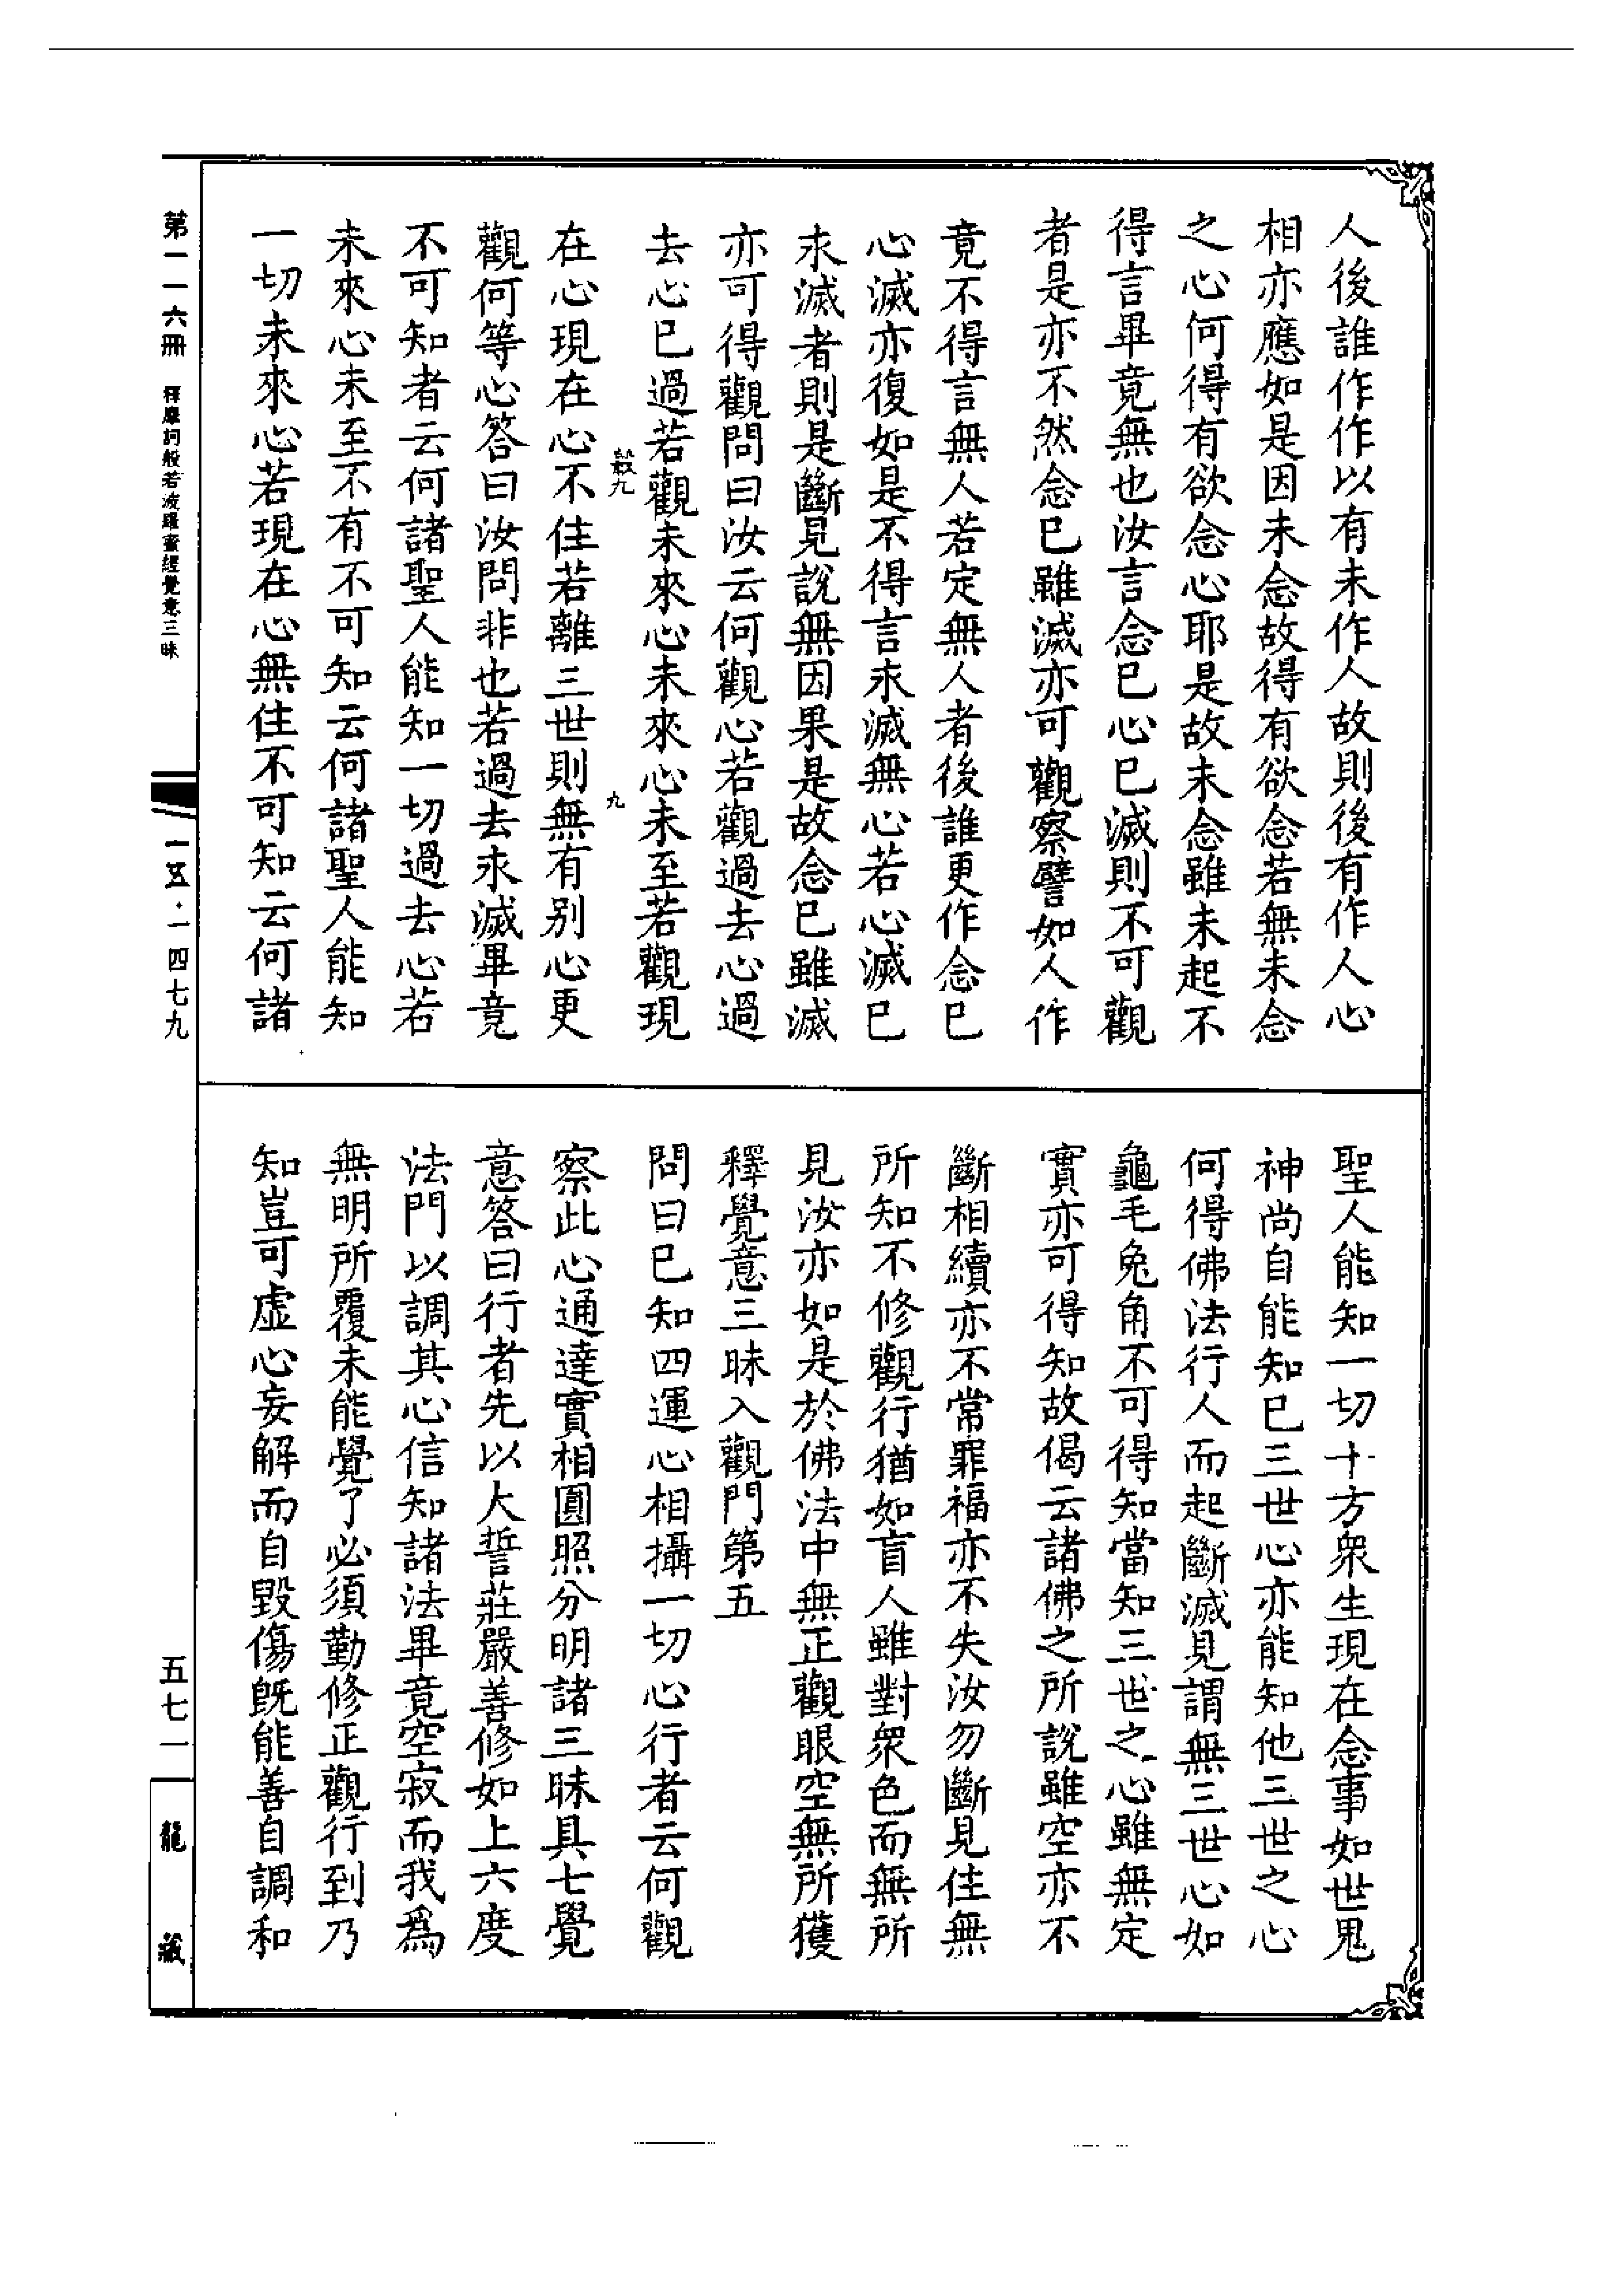 人後誰作作以有未作人故則後有作人心
相亦應如是因未念故得有欲念若無未念
之心何得有欲念心耶是故未念雖未起不
得言畢竟無也汝言念已心已滅則不可觀
者是亦不然念已雖滅亦可觀察譬如人作
竟不得言無人若定無人者後誰更作念已
心滅亦復如是不得言永滅無心若心滅已
永滅者則是斷見說無因果是故念已雖滅
亦可得觀問曰汝云何觀心若觀過去心過
去心已過若觀未來心未來心未至若觀現
縠九
九
在心現在心不住若離三世則無有別心更
觀何等心答曰汝問非也若過去永滅畢竟
不可知者云何諸聖人能知一切過去心若
未來心未至不有不可知云何諸聖人能知
一切未來心若現在心無住不可知云何諸
聖人能知一切十方衆生現在念事如世鬼
神尚自能知已三世心亦能知他三世之心
何得佛法行人而起斷滅見謂無三世心如
龜毛兔角不可得知當知三世之心雖無定
實亦可得知故偈云諸佛之所說雖空亦不
斷相續亦不常罪福亦不失汝勿斷見住無
所知不修觀行猶如盲人雖對衆色而無所
見汝亦如是於佛法中無正觀眼空無所獲
釋覺意三昧入觀門第五
問曰已知四運心相攝一切心行者云何觀
察此心通達實相圓照分明諸三昧具七覺
意答曰行者先以大誓莊嚴善修如上六度
法門以調其心信知諸法畢竟空寂而我爲
無明所覆未能覺了必須勤修正觀行到乃
知豈可虛心妄解而自毀傷旣能善自調和
第一一六冊 釋摩訶般若波羅蜜經覺意三昧
一五·一四七九
五七一
龍藏